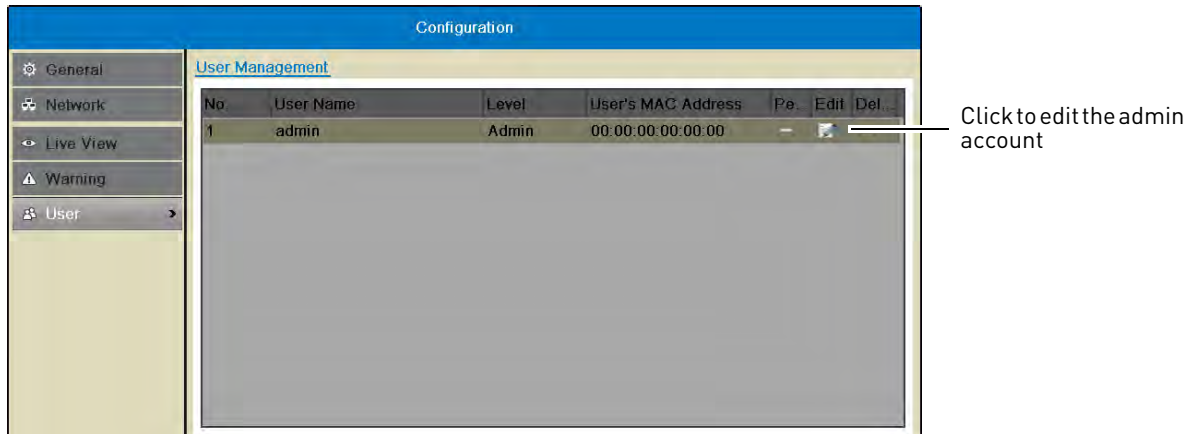 Configuration
General
User Management
Network
No. User Name Level User's MAC Address Pe.. Edit Del...
1 admin Admin 00:00:00:00:00:00 –
Click to edit the admin
account
Live View
Warning
User